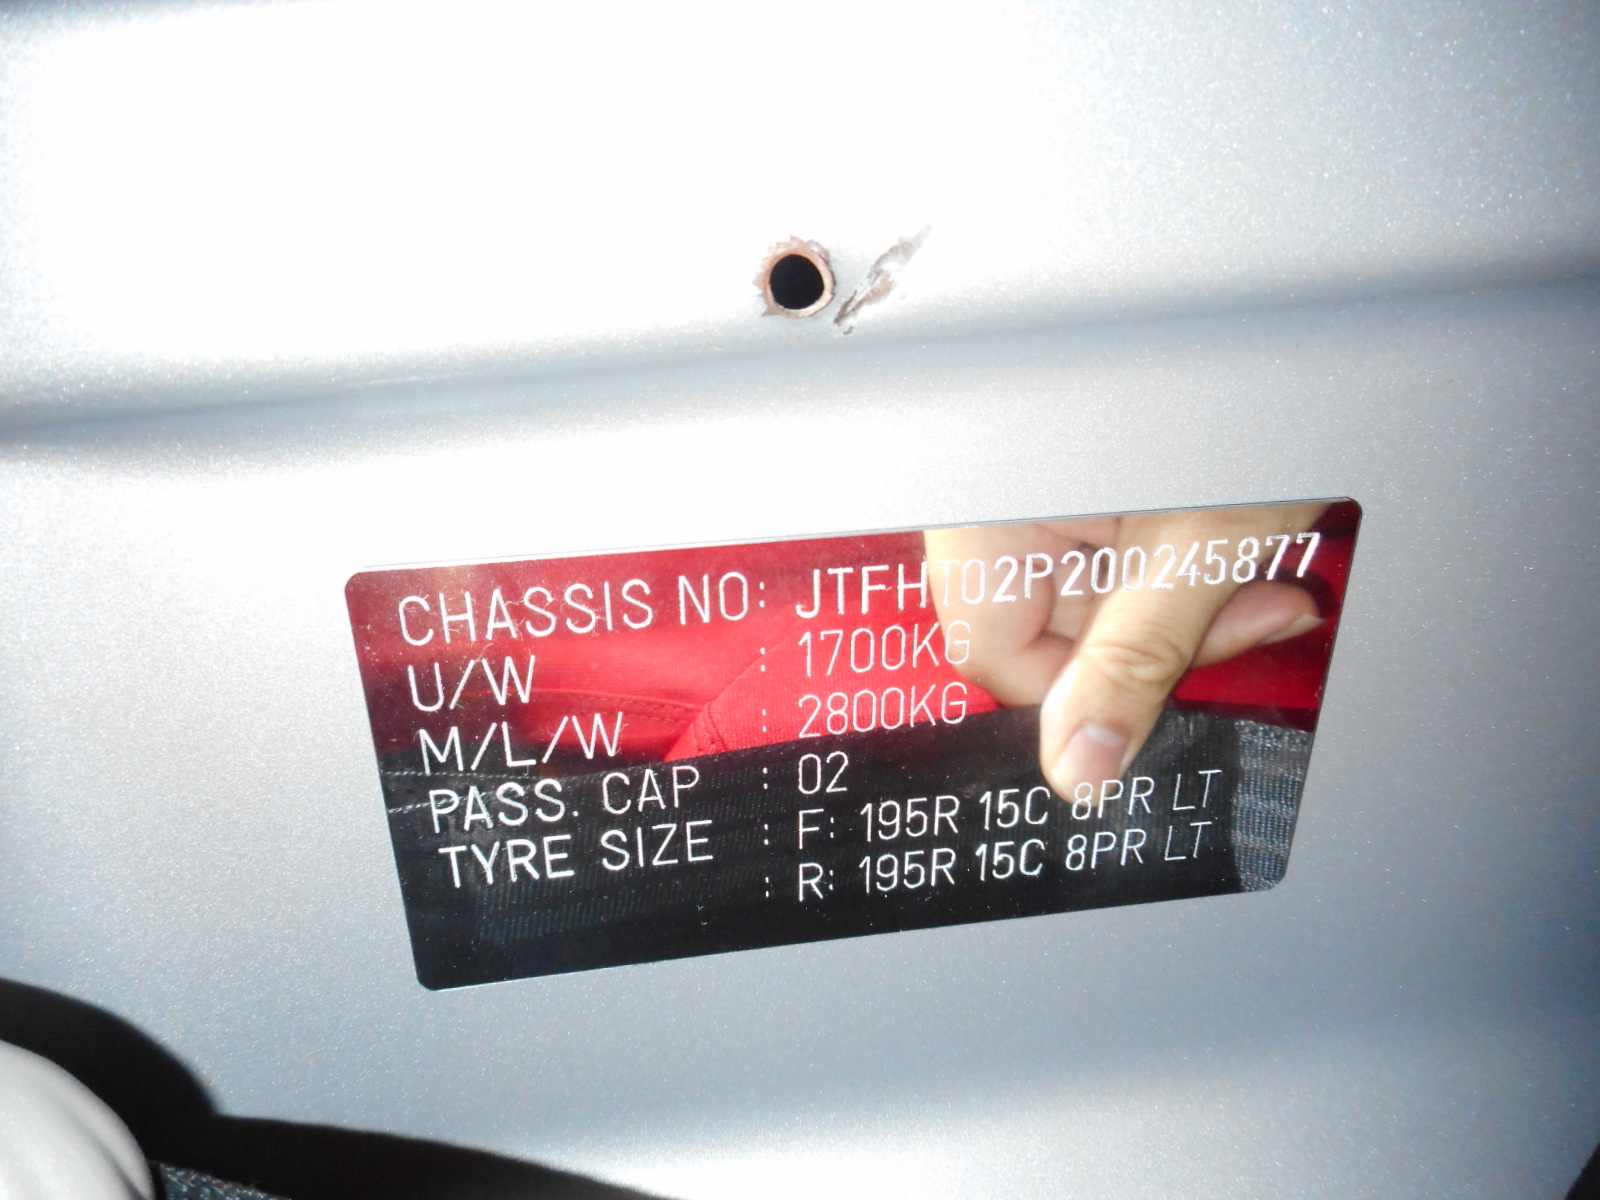 CHASSIS NO: JTFHT02P200245877
U/W : 1700KG
M/L/W : 2800KG
PASS. CAP : 02
TYRE SIZE : F: 195R 15C 8PR LT
: R: 195R 15C 8PR LT